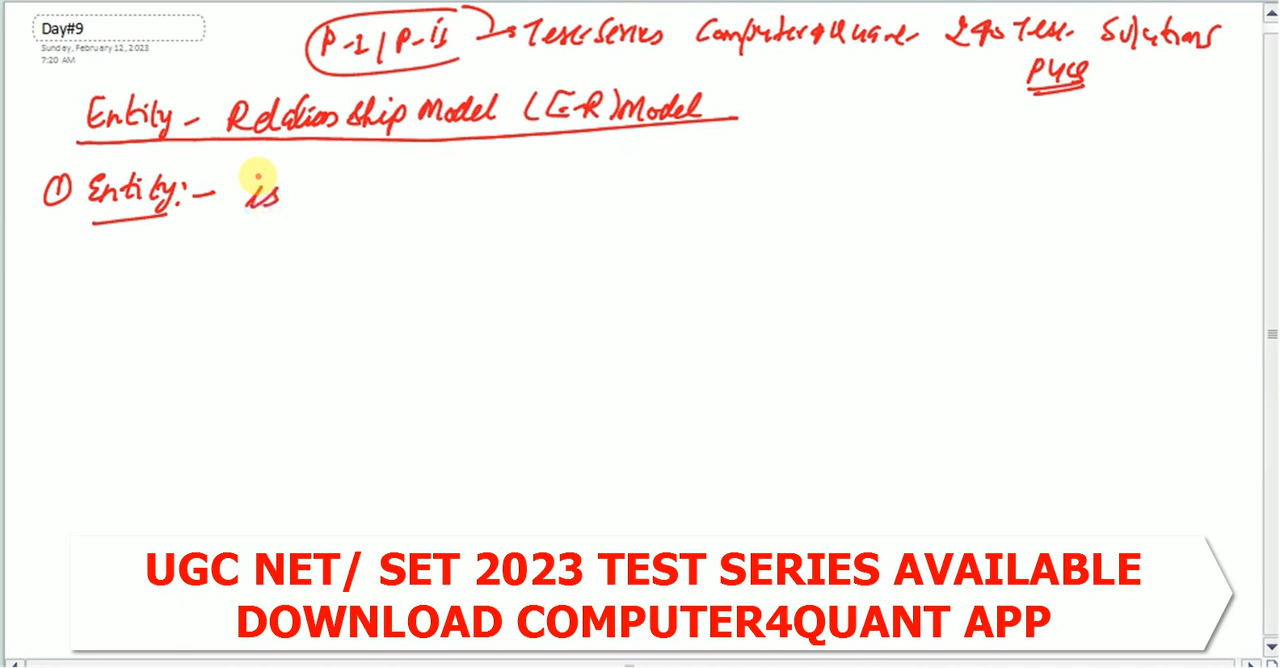 Day#9
Sunday, February 12, 2023
7:20 AM
P-1/P-ii → Test Series Computer4Quant Test Solutions
PYQ
Entity - Relationship Model (E-R) Model
① Entity:- is
UGC NET/ SET 2023 TEST SERIES AVAILABLE
DOWNLOAD COMPUTER4QUANT APP